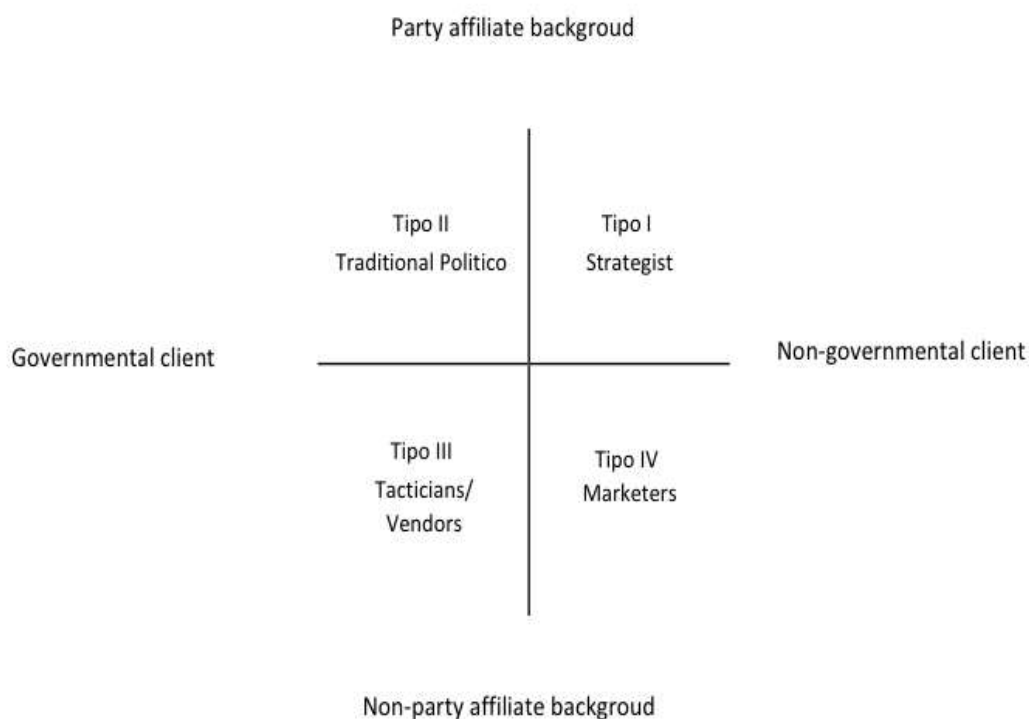 Party affiliate backgroud
Tipo II
Traditional Politico
Tipo I
Strategist
Governmental client
Non-governmental client
Tipo III
Tacticians/
Vendors
Tipo IV
Marketers
Non-party affiliate backgroud